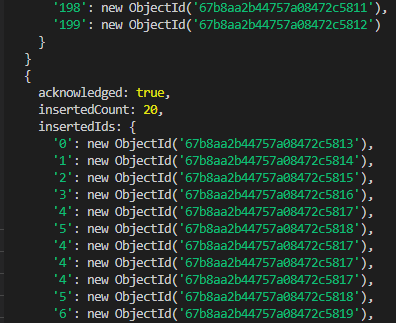 '198': new ObjectId('67b8aa2b44757a08472c5811'),
'199': new ObjectId('67b8aa2b44757a08472c5812')
}
}
{
acknowledged: true,
insertedCount: 20,
insertedIds: {
'0': new ObjectId('67b8aa2b44757a08472c5813'),
'1': new ObjectId('67b8aa2b44757a08472c5814'),
'2': new ObjectId('67b8aa2b44757a08472c5815'),
'3': new ObjectId('67b8aa2b44757a08472c5816'),
'4': new ObjectId('67b8aa2b44757a08472c5817'),
'5': new ObjectId('67b8aa2b44757a08472c5818'),
'4': new ObjectId('67b8aa2b44757a08472c5817'),
'4': new ObjectId('67b8aa2b44757a08472c5817'),
'4': new ObjectId('67b8aa2b44757a08472c5817'),
'5': new ObjectId('67b8aa2b44757a08472c5818'),
'6': new ObjectId('67b8aa2b44757a08472c5819'),